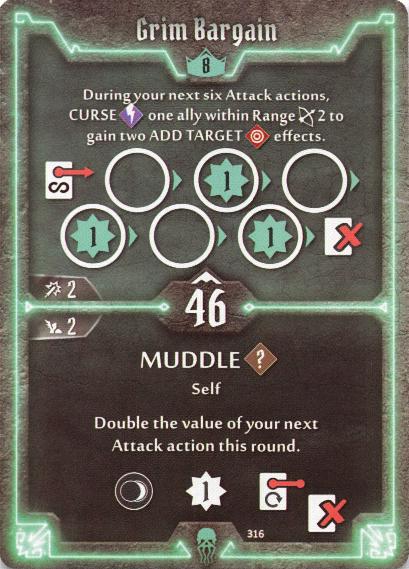 Grim Bargain
8
During your next six Attack actions,
CURSE one ally within Range 2 to
gain two ADD TARGET effects.
1
1 1
2
46
2
MUDDLE ?
Self
Double the value of your next
Attack action this round.
1
316